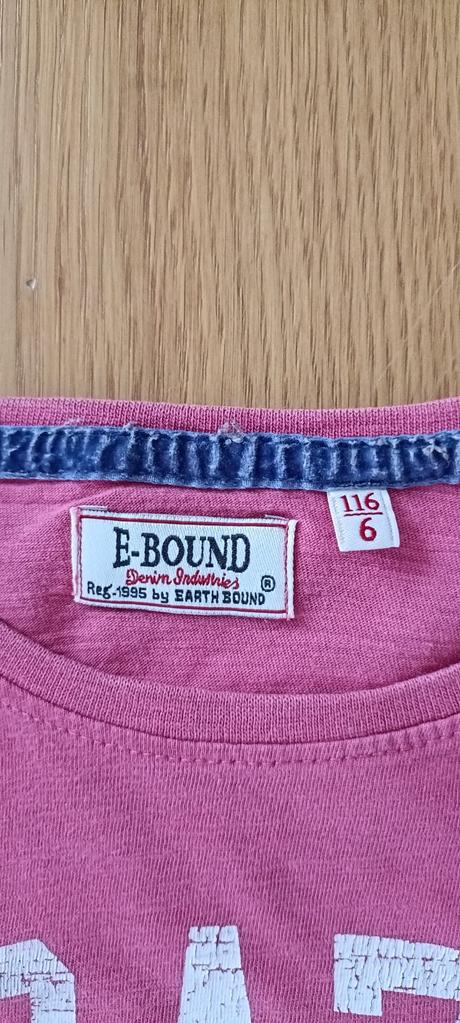 116
6
E-BOUND
Denim Industries
Reg-1995 by EARTH BOUND ®